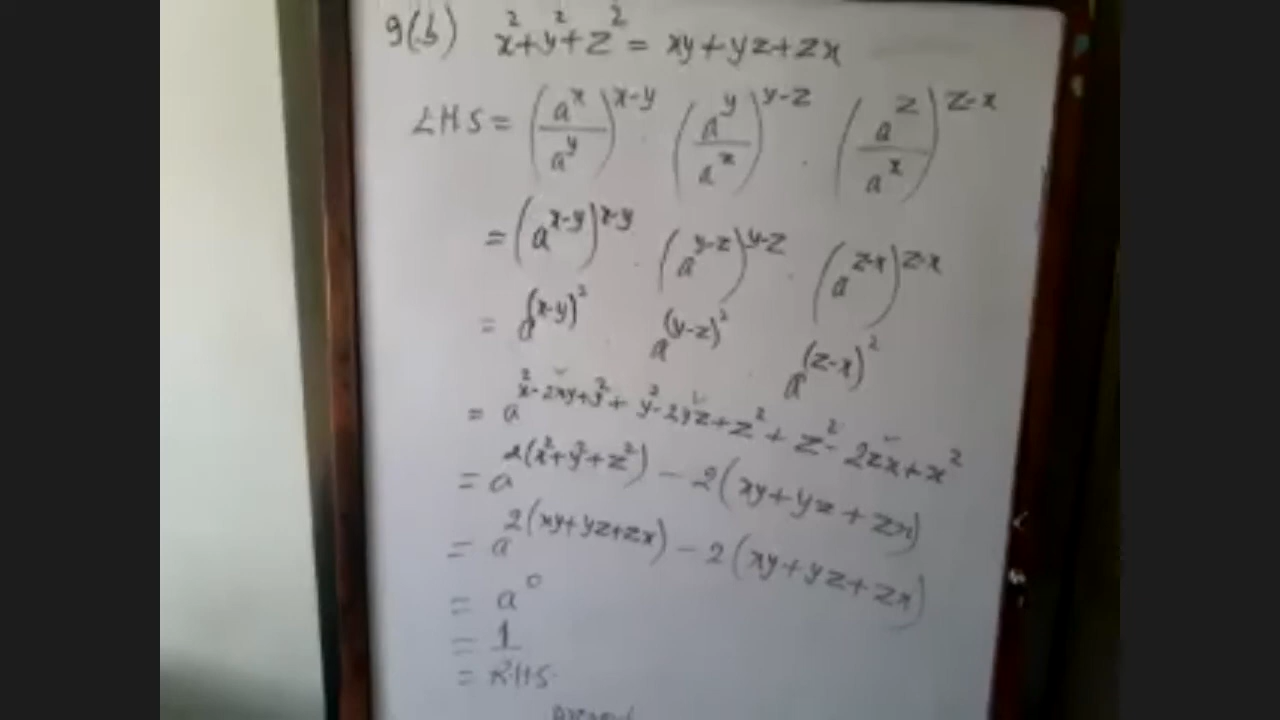 9(b) x²+y²+z² = xy+yz+zx
LHS = (a^x/a^y)^(x-y) · (a^y/a^x)^(y-z) · (a^z/a^x)^(z-x)
= (a^(x-y))^(x-y) · (a^(y-z))^(y-z) · (a^(z-x))^(z-x)
= a^(x-y)² a^(y-z)² a^(z-x)²
= a^(x²-2xy+y²+y²-2yz+z²+z²-2zx+x²)
= a^(2(x²+y²+z²)-2(xy+yz+zx))
= a^(2(xy+yz+zx)-2(xy+yz+zx))
= a⁰
= 1
= RHS